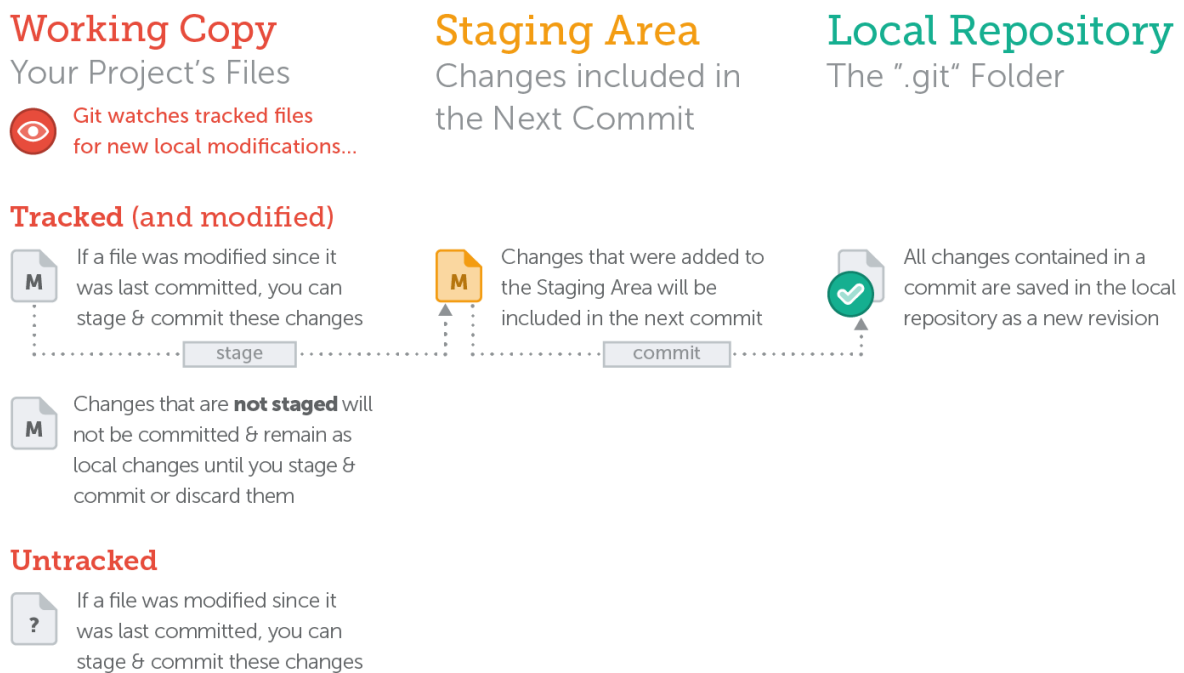 Working Copy
Your Project's Files
Git watches tracked files
for new local modifications...
Staging Area
Changes included in
the Next Commit
Local Repository
The ”.git“ Folder
Tracked (and modified)
M
If a file was modified since it
was last committed, you can
stage & commit these changes
stage
M
Changes that were added to
the Staging Area will be
included in the next commit
commit
All changes contained in a
commit are saved in the local
repository as a new revision
M
Changes that are not staged will
not be committed & remain as
local changes until you stage &
commit or discard them
Untracked
?
If a file was modified since it
was last committed, you can
stage & commit these changes